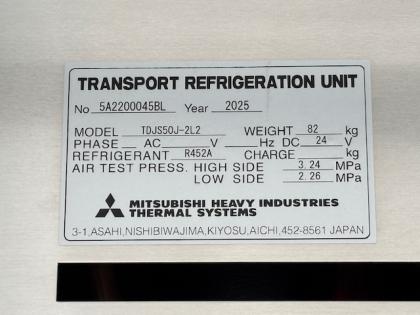 TRANSPORT REFRIGERATION UNIT
No 5A2200045BL Year 2025
MODEL TDJS50J-2L2 WEIGHT 82 kg
PHASE AC V Hz DC 24 V
REFRIGERANT R452A CHARGE kg
AIR TEST PRESS. HIGH SIDE 3.24 MPa
LOW SIDE 2.26 MPa
MITSUBISHI HEAVY INDUSTRIES
THERMAL SYSTEMS
3-1,ASAHI,NISHIBIWAJIMA,KIYOSU,AICHI,452-8561 JAPAN